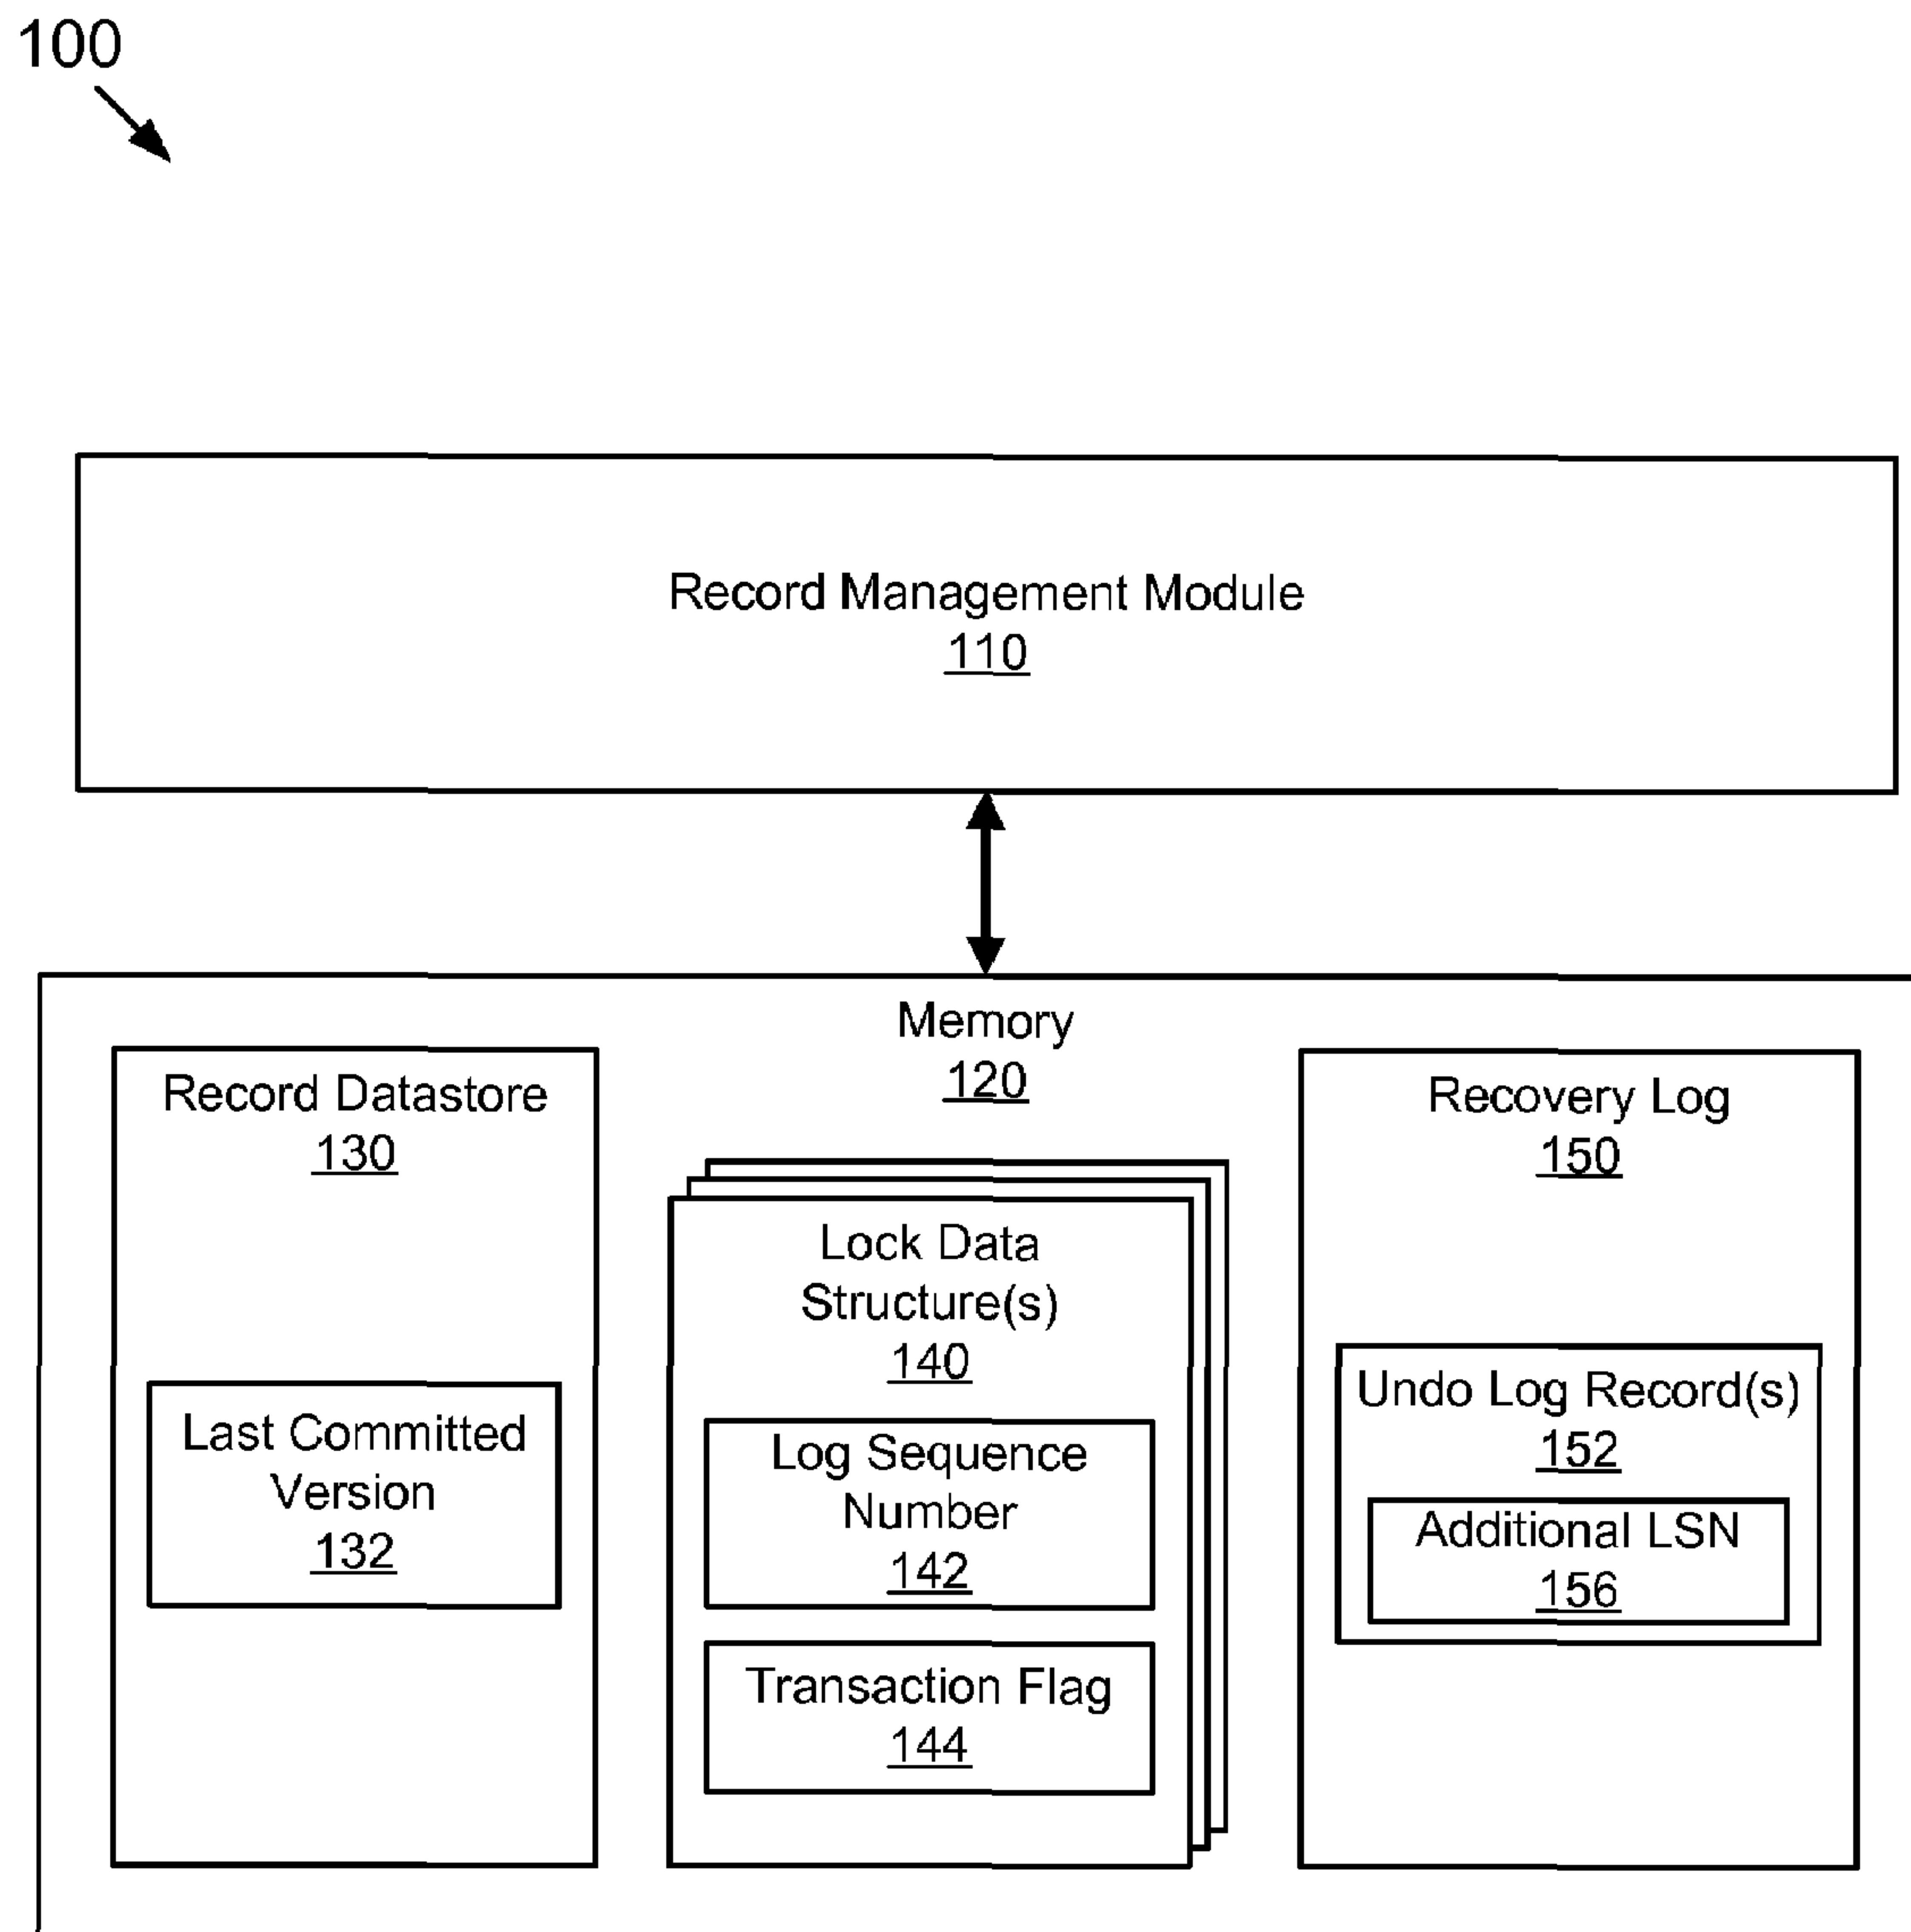 100
Record Management Module
110
Memory
120
Record Datastore
130
Last Committed
Version
132
Lock Data
Structure(s)
140
Log Sequence
Number
142
Transaction Flag
144
Recovery Log
150
Undo Log Record(s)
152
Additional LSN
156